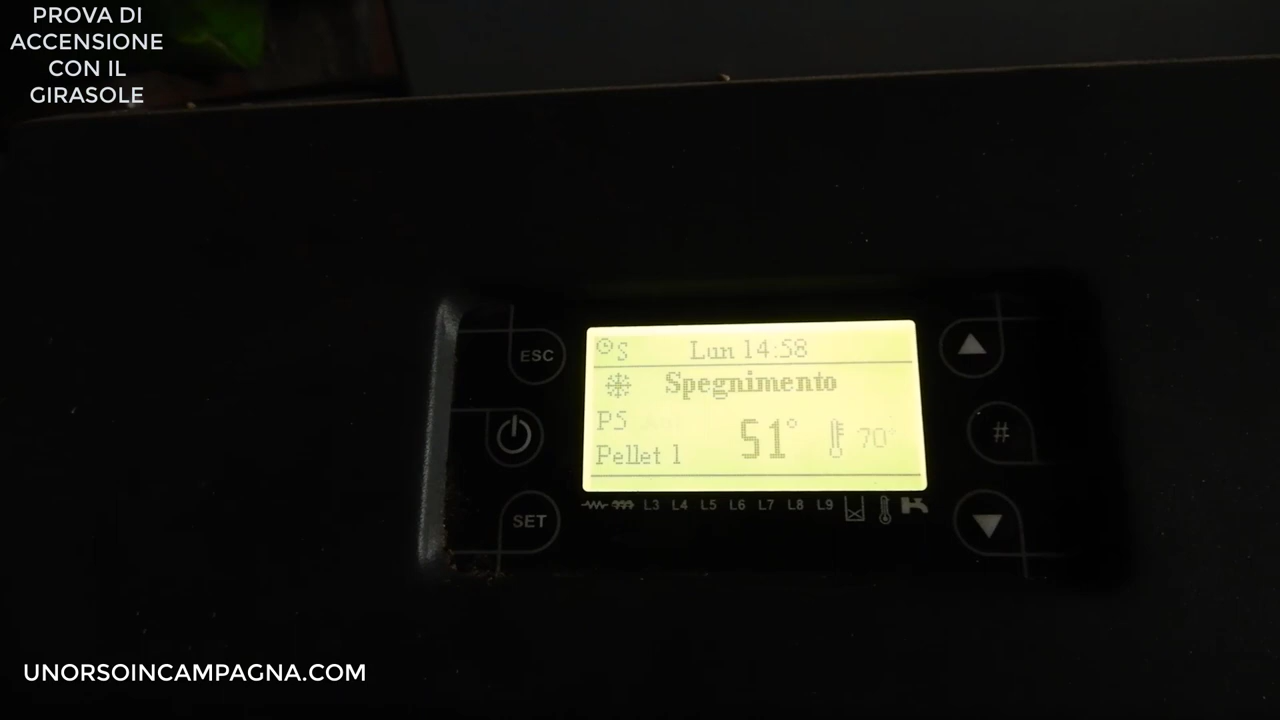 PROVA DI
ACCENSIONE
CON IL
GIRASOLE
S Lun 14:58
Spegnimento
P5
51° 70°
Pellet 1
ESC
SET
#
L3 L4 L5 L6 L7 L8 L9
UNORSOINCAMPAGNA.COM